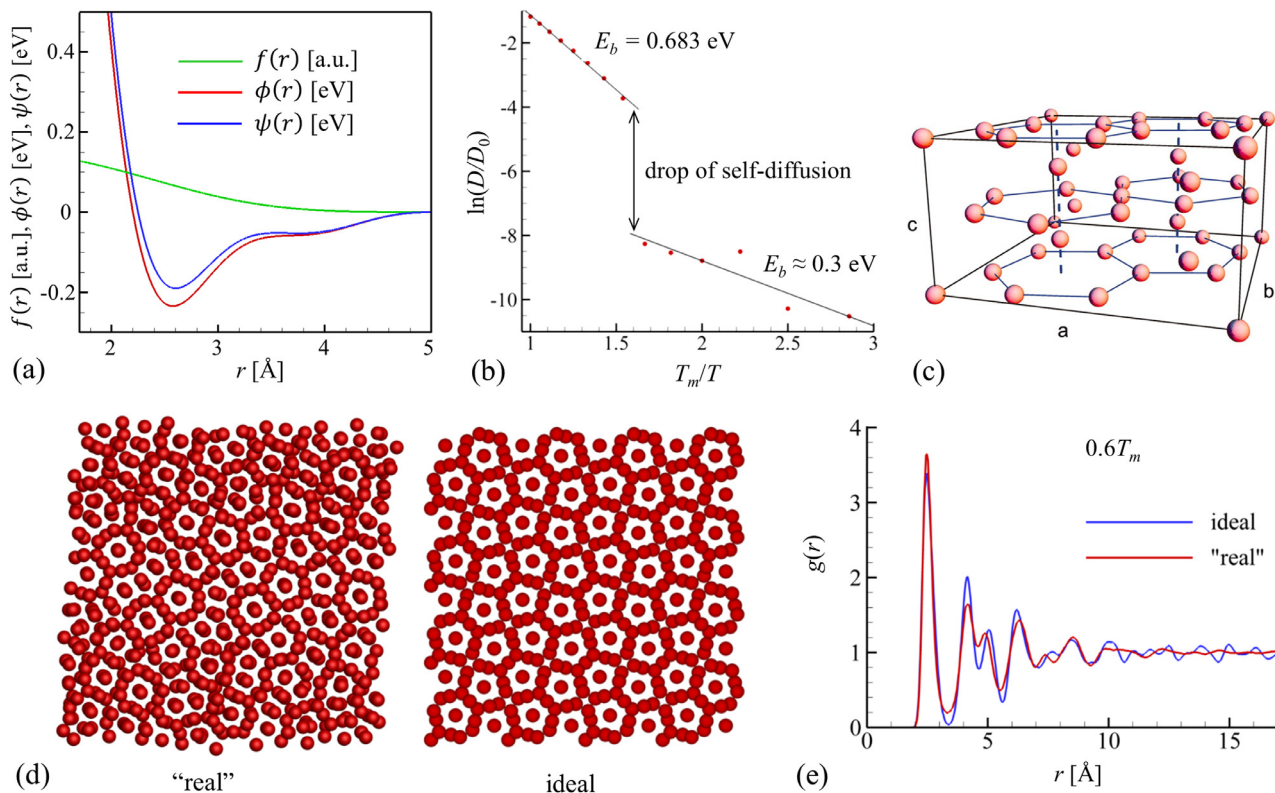 f(r) [a.u.], ϕ(r) [eV], ψ(r) [eV]
0.4
0.2
0
-0.2
f(r) [a.u.]
ϕ(r) [eV]
ψ(r) [eV]
2
3
4
5
r [Å]
(a)
ln(D/D₀)
-2
-4
-6
-8
-10
E_b = 0.683 eV
drop of self-diffusion
E_b ≈ 0.3 eV
1
1.5
2
2.5
3
T_m/T
(b)
c
b
a
(c)
(d)
“real”
ideal
g(r)
4
3
2
1
0
0.6T_m
ideal
"real"
0
5
10
15
r [Å]
(e)